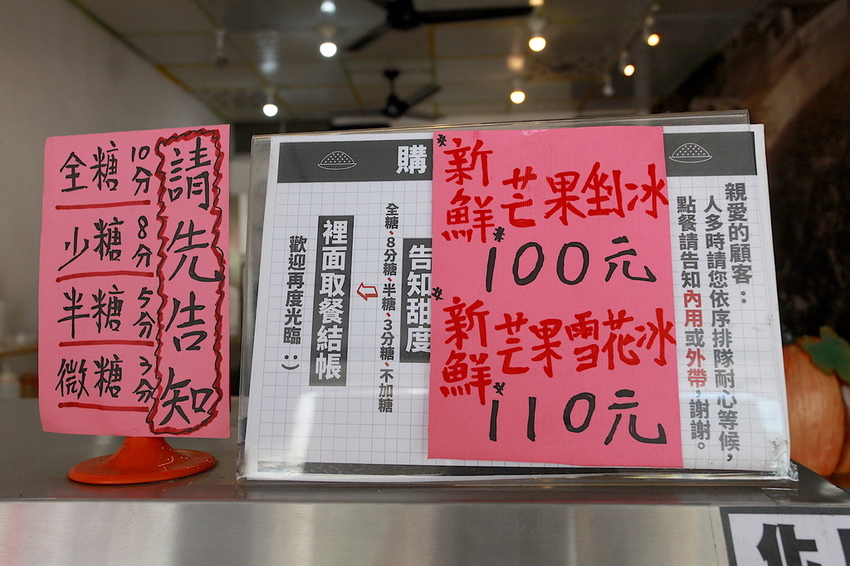 請先告知
全糖10分
少糖8分
半糖5分
微糖3分
親愛的顧客：
人多時請您依序排隊耐心等候，
點餐請告知內用或外帶，謝謝。
*新鮮芒果剉冰
*100元
*新鮮芒果雪花冰
*110元
購
告知甜度
全糖、8分糖、半糖、3分糖、不加糖
裡面取餐結帳
歡迎再度光臨 :)